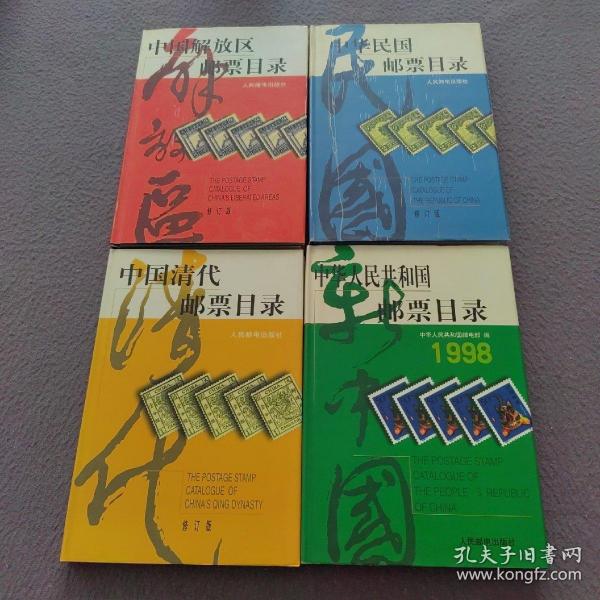 中国解放区
邮票目录
人民邮电出版社
解放區
THE POSTAGE STAMP
CATALOGUE OF
CHINA'S LIBERATED AREAS
修订版
中华民国
邮票目录
人民邮电出版社
民國
THE POSTAGE STAMP
CATALOGUE OF
THE REPUBLIC OF CHINA
修订版
中国清代
邮票目录
人民邮电出版社
清代
THE POSTAGE STAMP
CATALOGUE OF
CHINA'S QING DYNASTY
修订版
中华人民共和国
邮票目录
中华人民共和国邮电部 编
1998
新中國
THE POSTAGE STAMP
CATALOGUE OF
THE PEOPLE'S REPUBLIC
OF CHINA
人民邮电出版社
孔夫子旧书网
www.kongfz.com